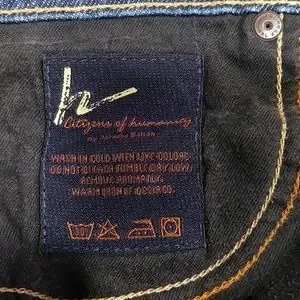 Citizens of humanity
by Jerome Dahan
WASH IN COLD WITH LIKE COLORS.
DO NOT BLEACH TUMBLE DRY LOW.
REMOVE PROMPTLY.
WARM IRON IF DESIRED.